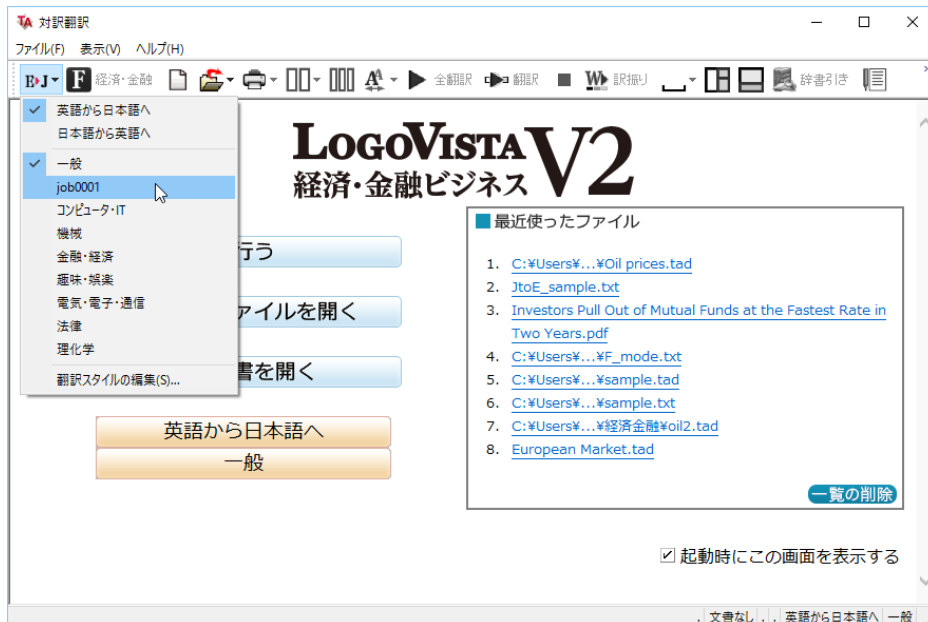 対訳翻訳
ファイル(F) 表示(V) ヘルプ(H)
E▸J F 経済・金融 全翻訳 翻訳 W 訳振り 辞書引き
英語から日本語へ
日本語から英語へ
一般
job0001
コンピュータ・IT
機械
金融・経済
趣味・娯楽
電気・電子・通信
法律
理化学
翻訳スタイルの編集(S)...
LOGOVISTA V2
経済・金融ビジネス
行う
ァイルを開く
書を開く
英語から日本語へ
一般
最近使ったファイル
1. C:¥Users¥...¥Oil prices.tad
2. JtoE_sample.txt
3. Investors Pull Out of Mutual Funds at the Fastest Rate in
Two Years.pdf
4. C:¥Users¥...¥F_mode.txt
5. C:¥Users¥...¥sample.tad
6. C:¥Users¥...¥sample.txt
7. C:¥Users¥...¥経済金融¥oil2.tad
8. European Market.tad
一覧の削除
起動時にこの画面を表示する
. 文書なし . . 英語から日本語へ 一般